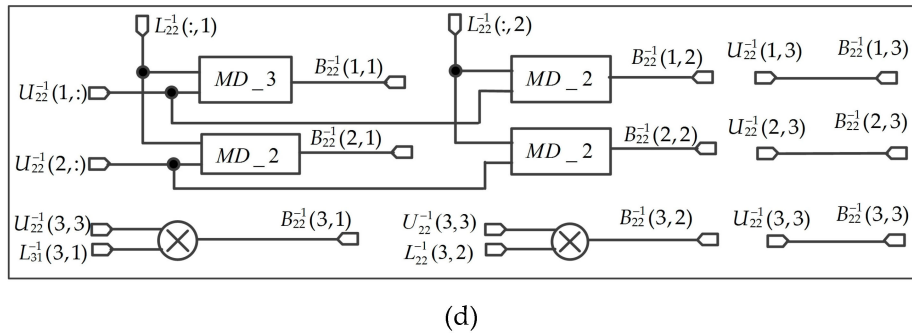 L₂₂⁻¹(:,1)
L₂₂⁻¹(:,2)
U₂₂⁻¹(1,:)
MD_3
B₂₂⁻¹(1,1)
MD_2
B₂₂⁻¹(1,2)
U₂₂⁻¹(1,3)
B₂₂⁻¹(1,3)
U₂₂⁻¹(2,:)
MD_2
B₂₂⁻¹(2,1)
MD_2
B₂₂⁻¹(2,2)
U₂₂⁻¹(2,3)
B₂₂⁻¹(2,3)
U₂₂⁻¹(3,3)
L₃₁⁻¹(3,1)
B₂₂⁻¹(3,1)
U₂₂⁻¹(3,3)
L₂₂⁻¹(3,2)
B₂₂⁻¹(3,2)
U₂₂⁻¹(3,3)
B₂₂⁻¹(3,3)
(d)